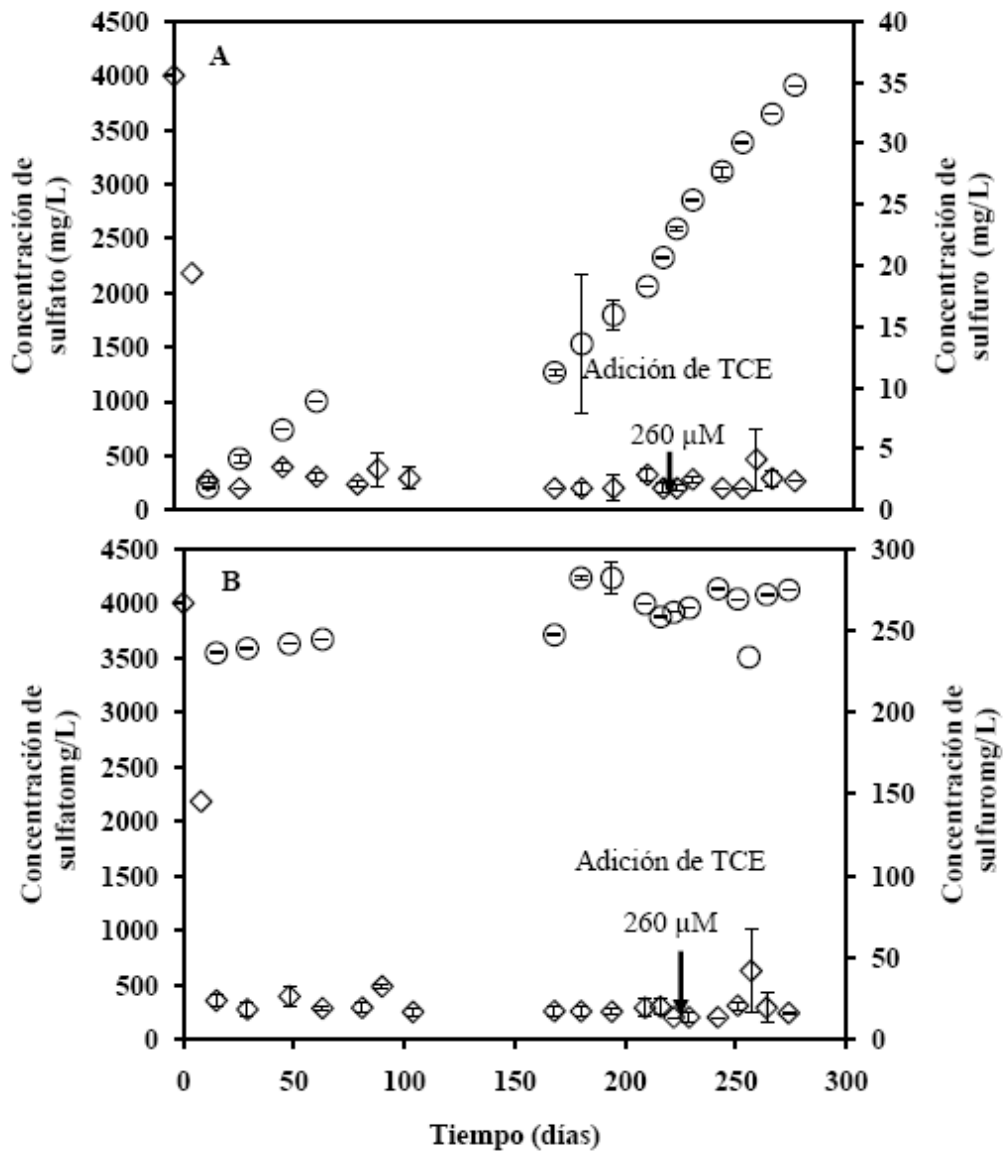 A
4500
4000
3500
3000
2500
2000
1500
1000
500
0
Concentración de
sulfato (mg/L)
40
35
30
25
20
15
10
5
0
Concentración de
sulfuro (mg/L)
Adición de TCE
260 µM
B
4500
4000
3500
3000
2500
2000
1500
1000
500
0
Concentración de
sulfatomg/L)
300
250
200
150
100
50
0
Concentración de
sulfuromg/L)
Adición de TCE
260 µM
0 50 100 150 200 250 300
Tiempo (días)